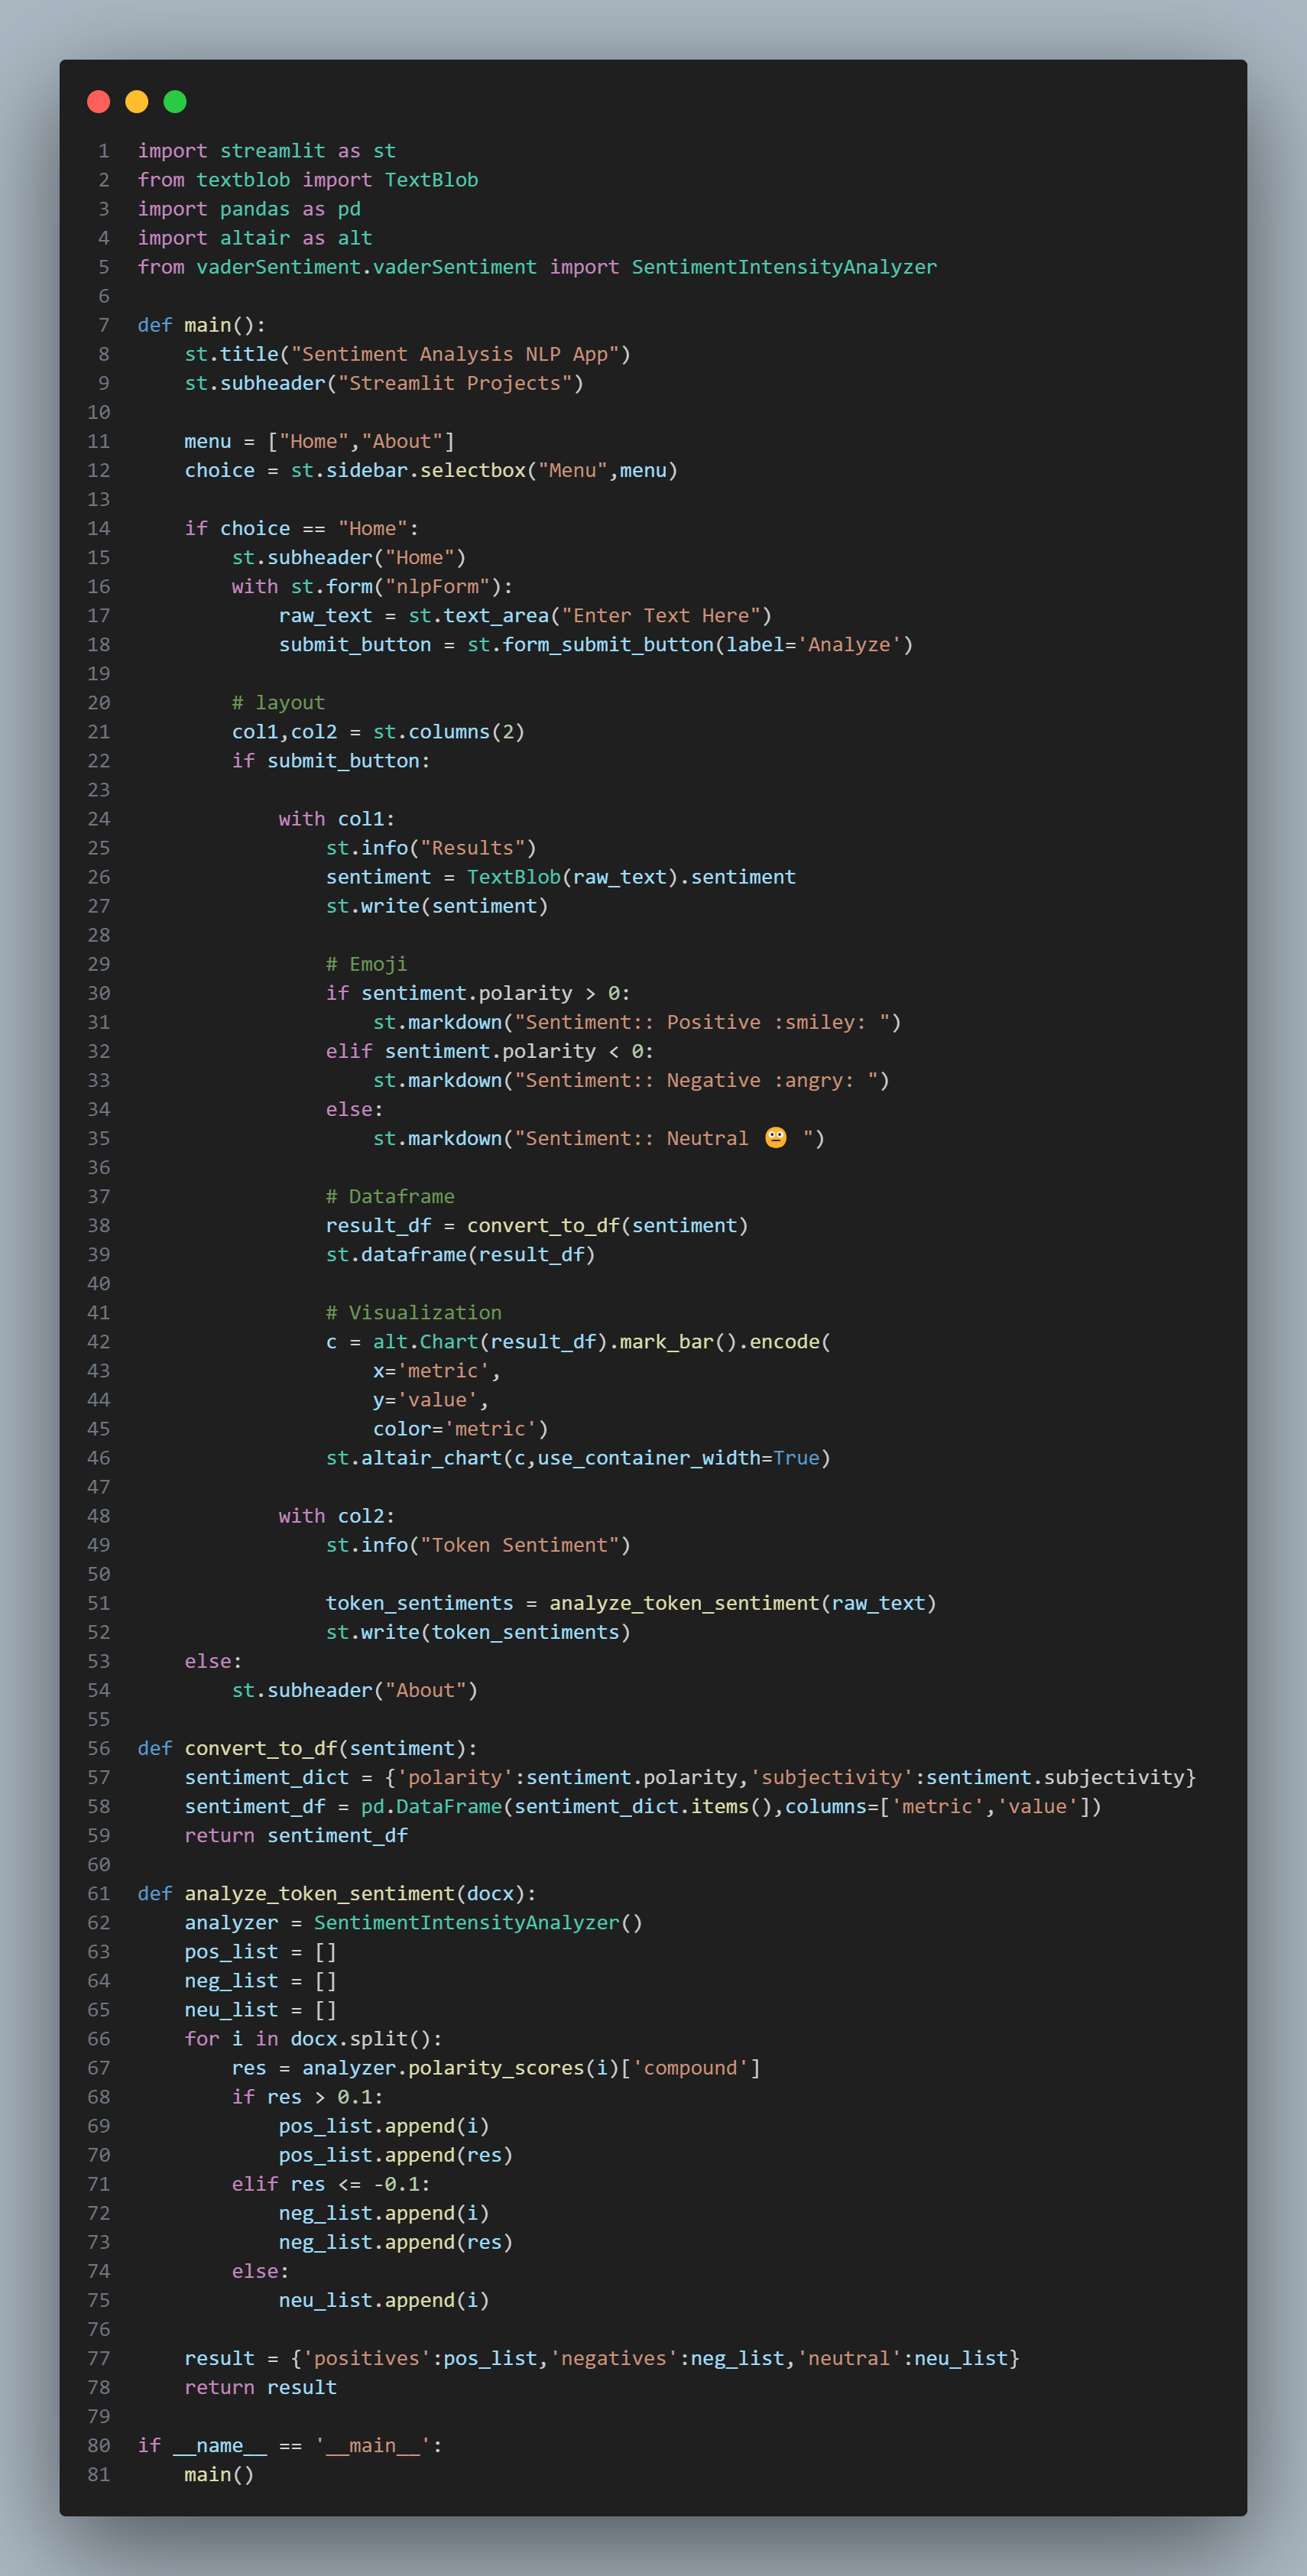 1 import streamlit as st
2 from textblob import TextBlob
3 import pandas as pd
4 import altair as alt
5 from vaderSentiment.vaderSentiment import SentimentIntensityAnalyzer
6
7 def main():
8     st.title("Sentiment Analysis NLP App")
9     st.subheader("Streamlit Projects")
10
11     menu = ["Home","About"]
12     choice = st.sidebar.selectbox("Menu",menu)
13
14     if choice == "Home":
15         st.subheader("Home")
16         with st.form("nlpForm"):
17             raw_text = st.text_area("Enter Text Here")
18             submit_button = st.form_submit_button(label='Analyze')
19
20         # layout
21         col1,col2 = st.columns(2)
22         if submit_button:
23
24             with col1:
25                 st.info("Results")
26                 sentiment = TextBlob(raw_text).sentiment
27                 st.write(sentiment)
28
29                 # Emoji
30                 if sentiment.polarity > 0:
31                     st.markdown("Sentiment:: Positive :smiley: ")
32                 elif sentiment.polarity < 0:
33                     st.markdown("Sentiment:: Negative :angry: ")
34                 else:
35                     st.markdown("Sentiment:: Neutral 😐 ")
36
37                 # Dataframe
38                 result_df = convert_to_df(sentiment)
39                 st.dataframe(result_df)
40
41                 # Visualization
42                 c = alt.Chart(result_df).mark_bar().encode(
43                     x='metric',
44                     y='value',
45                     color='metric')
46                 st.altair_chart(c,use_container_width=True)
47
48             with col2:
49                 st.info("Token Sentiment")
50
51                 token_sentiments = analyze_token_sentiment(raw_text)
52                 st.write(token_sentiments)
53     else:
54         st.subheader("About")
55
56 def convert_to_df(sentiment):
57     sentiment_dict = {'polarity':sentiment.polarity,'subjectivity':sentiment.subjectivity}
58     sentiment_df = pd.DataFrame(sentiment_dict.items(),columns=['metric','value'])
59     return sentiment_df
60
61 def analyze_token_sentiment(docx):
62     analyzer = SentimentIntensityAnalyzer()
63     pos_list = []
64     neg_list = []
65     neu_list = []
66     for i in docx.split():
67         res = analyzer.polarity_scores(i)['compound']
68         if res > 0.1:
69             pos_list.append(i)
70             pos_list.append(res)
71         elif res <= -0.1:
72             neg_list.append(i)
73             neg_list.append(res)
74         else:
75             neu_list.append(i)
76
77     result = {'positives':pos_list,'negatives':neg_list,'neutral':neu_list}
78     return result
79
80 if __name__ == '__main__':
81     main()